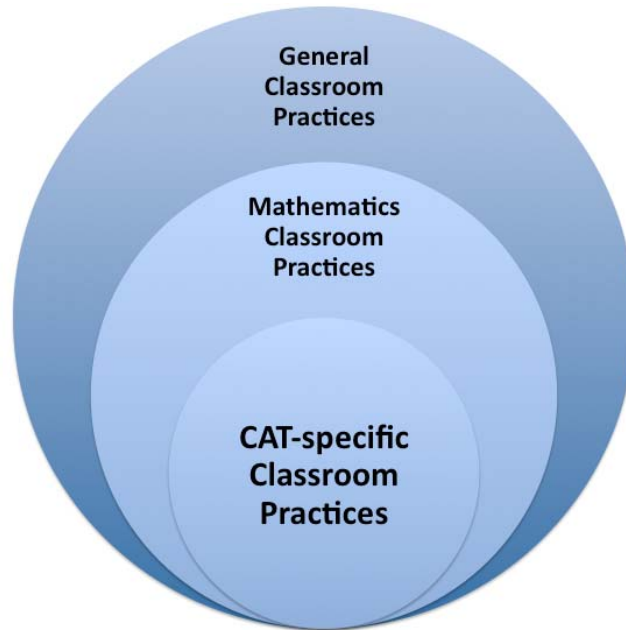 General
Classroom
Practices
Mathematics
Classroom
Practices
CAT-specific
Classroom
Practices